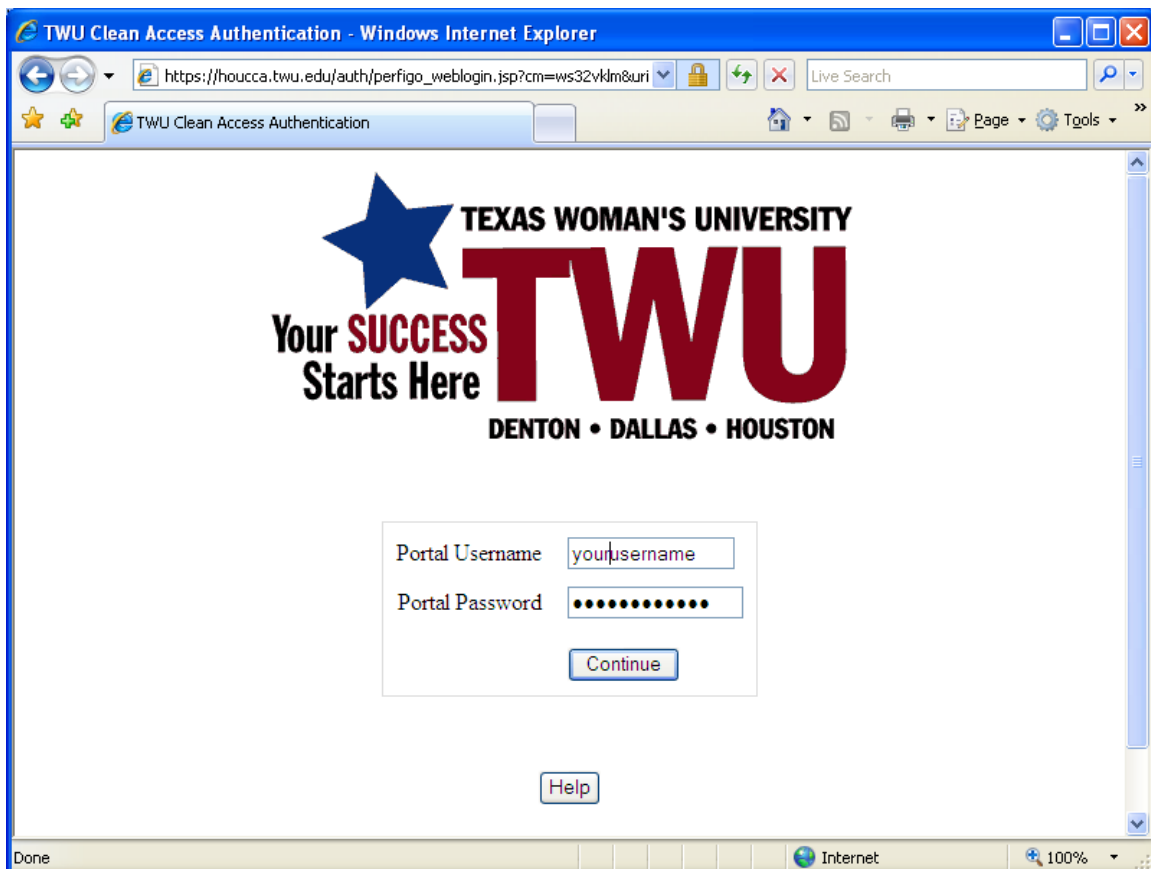 TWU Clean Access Authentication - Windows Internet Explorer
https://houcca.twu.edu/auth/perfigo_weblogin.jsp?cm=ws32vklm&uri
Live Search
TWU Clean Access Authentication
Page
Tools
»
TEXAS WOMAN'S UNIVERSITY
TWU
Your SUCCESS
Starts Here
DENTON • DALLAS • HOUSTON
Portal Username yourusername
Portal Password ●●●●●●●●●●●●
Continue
Help
Done Internet 100%